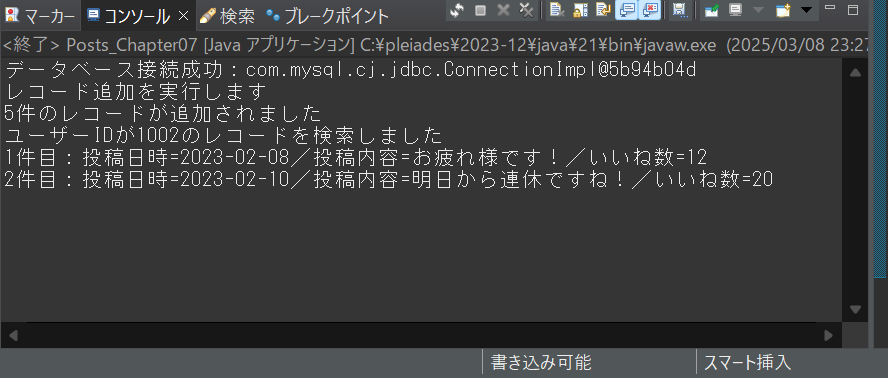 マーカー コンソール × 検索 ブレークポイント
<終了> Posts_Chapter07 [Java アプリケーション] C:¥pleiades¥2023-12¥java¥21¥bin¥javaw.exe (2025/03/08 23:27
データベース接続成功：com.mysql.cj.jdbc.ConnectionImpl@5b94b04d
レコード追加を実行します
5件のレコードが追加されました
ユーザーIDが1002のレコードを検索しました
1件目：投稿日時=2023-02-08／投稿内容=お疲れ様です！／いいね数=12
2件目：投稿日時=2023-02-10／投稿内容=明日から連休ですね！／いいね数=20
書き込み可能 スマート挿入